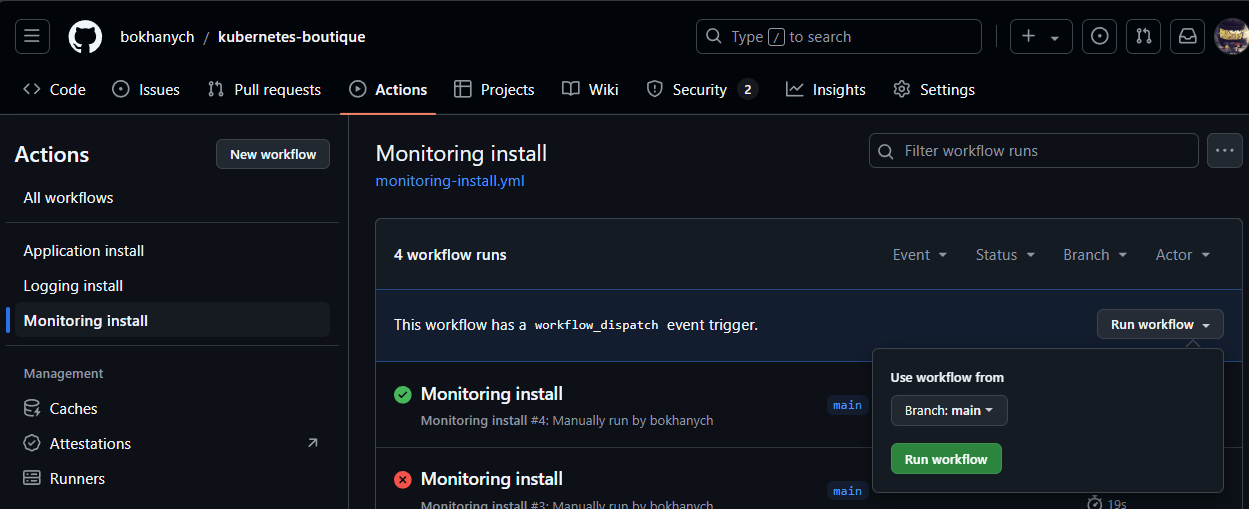 bokhanych / kubernetes-boutique
Type / to search
Code Issues Pull requests Actions Projects Wiki Security 2 Insights Settings
Actions
New workflow
All workflows
Application install
Logging install
Monitoring install
Management
Caches
Attestations
Runners
Monitoring install
monitoring-install.yml
Filter workflow runs
4 workflow runs
Event Status Branch Actor
This workflow has a workflow_dispatch event trigger.
Run workflow
Use workflow from
Branch: main
Run workflow
Monitoring install
Monitoring install #4: Manually run by bokhanych
main
Monitoring install
Monitoring install #3: Manually run by bokhanych
main
19s